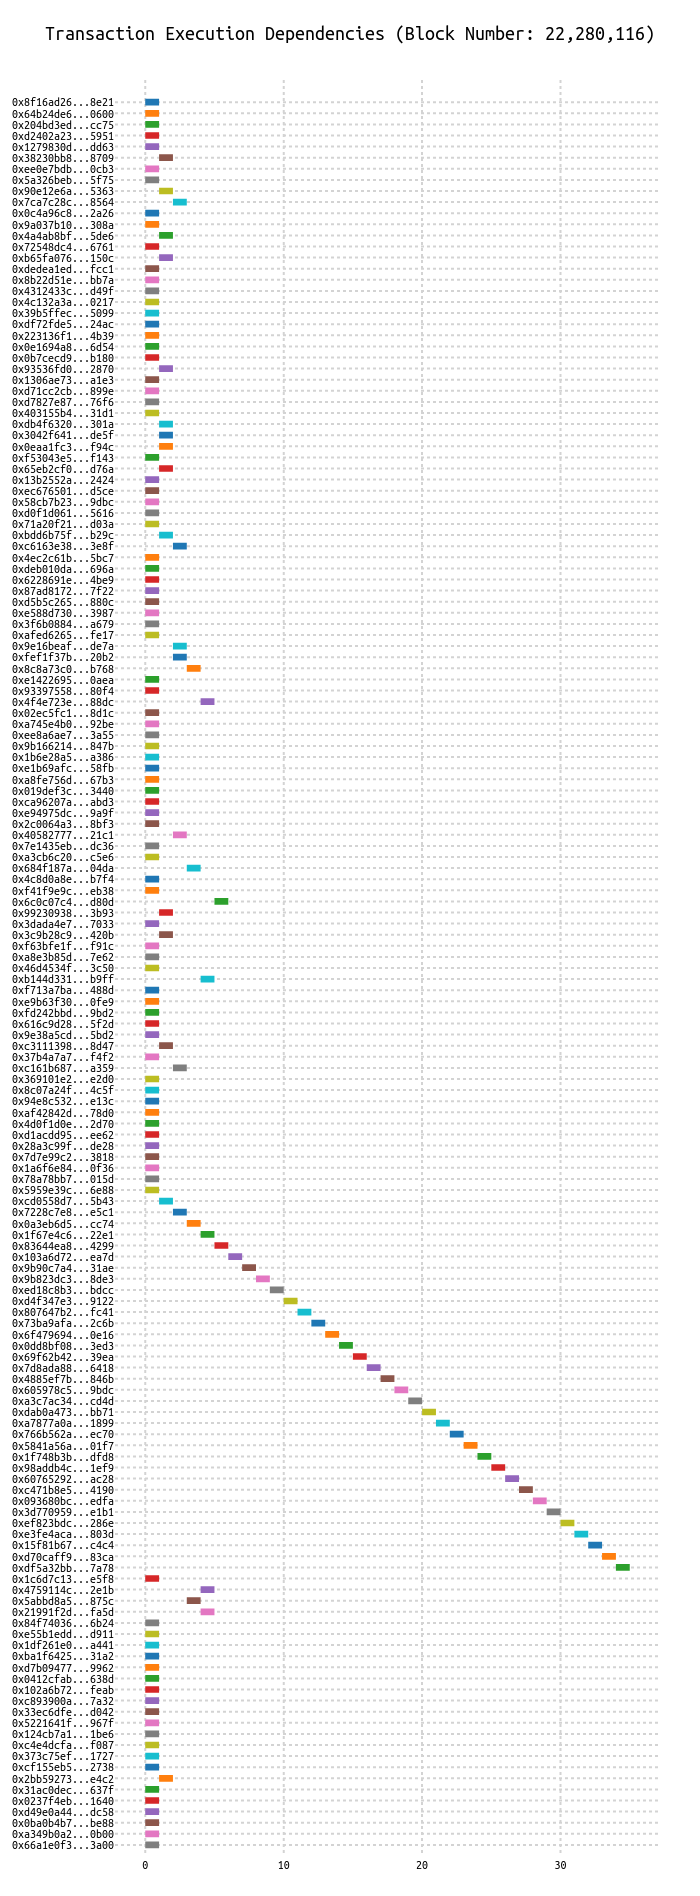 Transaction Execution Dependencies (Block Number: 22,280,116)
0x8f16ad26...8e21
0x64b24de6...0600
0x204bd3ed...cc75
0xd2402a23...5951
0x1279830d...dd63
0x38230bb8...8709
0xee0e7bdb...0cb3
0x5a326beb...5f75
0x90e12e6a...5363
0x7ca7c28c...8564
0x0c4a96c8...2a26
0x9a037b10...308a
0x4a4ab8bf...5de6
0x72548dc4...6761
0xb65fa076...150c
0xdedea1ed...fcc1
0x8b22d51e...bb7a
0x4312433c...d49f
0x4c132a3a...0217
0x39b5ffec...5099
0xdf72fde5...24ac
0x223136f1...4b39
0x0e1694a8...6d54
0x0b7cecd9...b180
0x93536fd0...2870
0x1306ae73...a1e3
0xd71cc2cb...899e
0xd7827e87...76f6
0x403155b4...31d1
0xdb4f6320...301a
0x3042f641...de5f
0x0eaa1fc3...f94c
0xf53043e5...f143
0x65eb2cf0...d76a
0x13b2552a...2424
0xec676501...d5ce
0x58cb7b23...9dbc
0xd0f1d061...5616
0x71a20f21...d03a
0xbdd6b75f...b29c
0xc6163e38...3e8f
0x4ec2c61b...5bc7
0xdeb010da...696a
0x6228691e...4be9
0x87ad8172...7f22
0xd5b5c265...880c
0xe588d730...3987
0x3f6b0884...a679
0xafed6265...fe17
0x9e16beaf...de7a
0xfef1f37b...20b2
0x8c8a73c0...b768
0xe1422695...0aea
0x93397558...80f4
0x4f4e723e...88dc
0x02ec5fc1...8d1c
0xa745e4b0...92be
0xee8a6ae7...3a55
0x9b166214...847b
0x1b6e28a5...a386
0xe1b69afc...58fb
0xa8fe756d...67b3
0x019def3c...3440
0xca96207a...abd3
0xe94975dc...9a9f
0x2c0064a3...8bf3
0x40582777...21c1
0x7e1435eb...dc36
0xa3cb6c20...c5e6
0x684f187a...04da
0x4c8d0a8e...b7f4
0xf41f9e9c...eb38
0x6c0c07c4...d80d
0x99230938...3b93
0x3dada4e7...7033
0x3c9b28c9...420b
0xf63bfe1f...f91c
0xa8e3b85d...7e62
0x46d4534f...3c50
0xb144d331...b9ff
0xf713a7ba...488d
0xe9b63f30...0fe9
0xfd242bbd...9bd2
0x616c9d28...5f2d
0x9e38a5cd...5bd2
0xc3111398...8d47
0x37b4a7a7...f4f2
0xc161b687...a359
0x369101e2...e2d0
0x8c07a24f...4c5f
0x94e8c532...e13c
0xaf42842d...78d0
0x4d0f1d0e...2d70
0xd1acdd95...ee62
0x28a3c99f...de28
0x7d7e99c2...3818
0x1a6f6e84...0f36
0x78a78bb7...015d
0x5959e39c...6e88
0xcd0558d7...5b43
0x7228c7e8...e5c1
0x0a3eb6d5...cc74
0x1f67e4c6...22e1
0x83644ea8...4299
0x103a6d72...ea7d
0x9b90c7a4...31ae
0x9b823dc3...8de3
0xed18c8b3...bdcc
0xd4f347e3...9122
0x807647b2...fc41
0x73ba9afa...2c6b
0x6f479694...0e16
0x0dd8bf08...3ed3
0x69f62b42...39ea
0x7d8ada88...6418
0x4885ef7b...846b
0x605978c5...9bdc
0xa3c7ac34...cd4d
0xdab0a473...bb71
0xa7877a0a...1899
0x766b562a...ec70
0x5841a56a...01f7
0x1f748b3b...dfd8
0x98addb4c...1ef9
0x60765292...ac28
0xc471b8e5...4190
0x093680bc...edfa
0x3d770959...e1b1
0xef823bdc...286e
0xe3fe4aca...803d
0x15f81b67...c4c4
0xd70caff9...83ca
0xdf5a32bb...7a78
0x1c6d7c13...e5f8
0x4759114c...2e1b
0x5abbd8a5...875c
0x21991f2d...fa5d
0x84f74036...6b24
0xe55b1edd...d911
0x1df261e0...a441
0xba1f6425...31a2
0xd7b09477...9962
0x0412cfab...638d
0x102a6b72...feab
0xc893900a...7a32
0x33ec6dfe...d042
0x5221641f...967f
0x124cb7a1...1be6
0xc4e4dcfa...f087
0x373c75ef...1727
0xcf155eb5...2738
0x2bb59273...e4c2
0x31ac0dec...637f
0x0237f4eb...1640
0xd49e0a44...dc58
0x0ba0b4b7...be88
0xa349b0a2...0b00
0x66a1e0f3...3a00
0 10 20 30